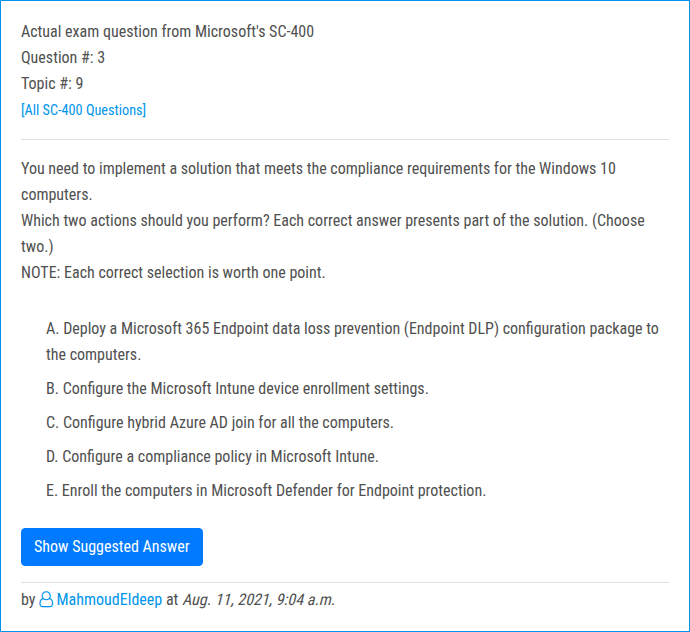 Actual exam question from Microsoft's SC-400
Question #: 3
Topic #: 9
[All SC-400 Questions]
You need to implement a solution that meets the compliance requirements for the Windows 10
computers.
Which two actions should you perform? Each correct answer presents part of the solution. (Choose
two.)
NOTE: Each correct selection is worth one point.
A. Deploy a Microsoft 365 Endpoint data loss prevention (Endpoint DLP) configuration package to
the computers.
B. Configure the Microsoft Intune device enrollment settings.
C. Configure hybrid Azure AD join for all the computers.
D. Configure a compliance policy in Microsoft Intune.
E. Enroll the computers in Microsoft Defender for Endpoint protection.
Show Suggested Answer
by MahmoudEldeep at Aug. 11, 2021, 9:04 a.m.